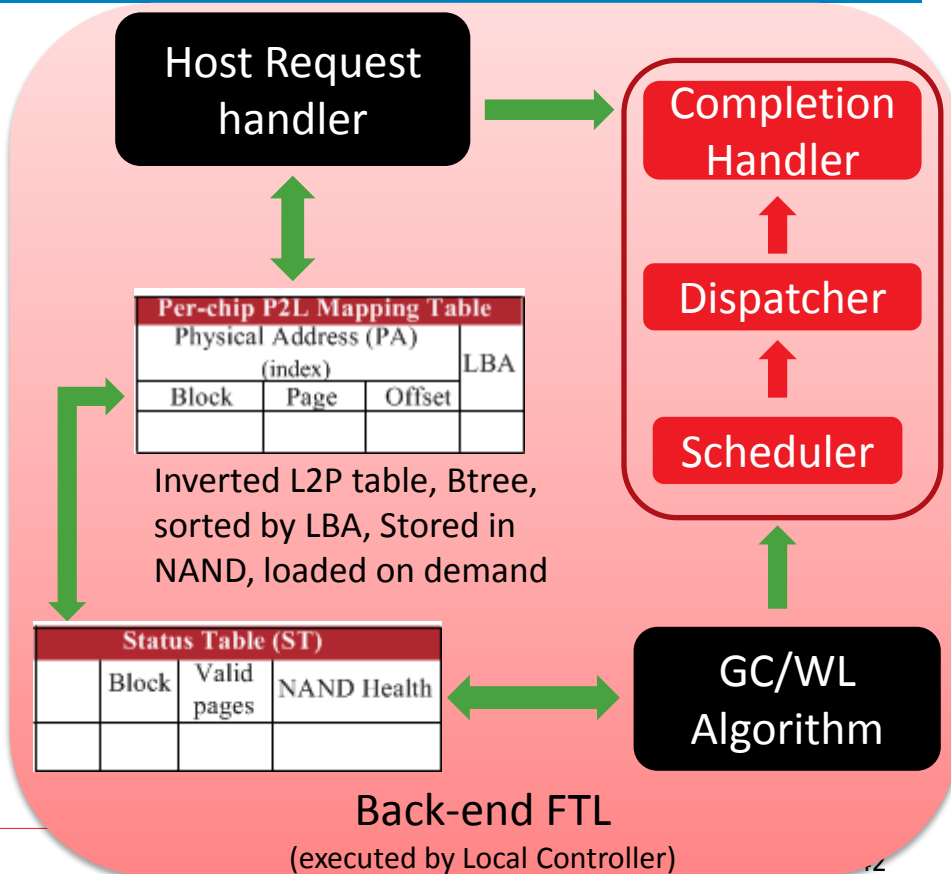 Host Request
handler
Completion
Handler
Dispatcher
Scheduler
Per-chip P2L Mapping Table
Physical Address (PA)
(index)
LBA
Block Page Offset
Inverted L2P table, Btree,
sorted by LBA, Stored in
NAND, loaded on demand
Status Table (ST)
Block Valid pages NAND Health
GC/WL
Algorithm
Back-end FTL
(executed by Local Controller)